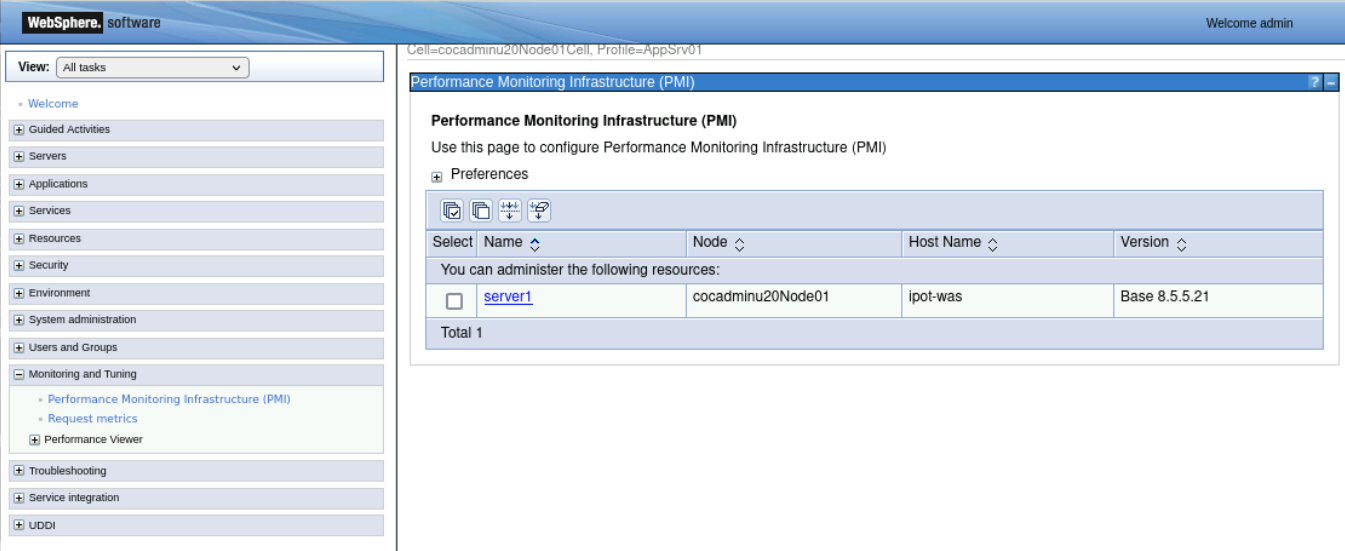 WebSphere. software
Welcome admin
View: All tasks
Welcome
Guided Activities
Servers
Applications
Services
Resources
Security
Environment
System administration
Users and Groups
Monitoring and Tuning
Performance Monitoring Infrastructure (PMI)
Request metrics
Performance Viewer
Troubleshooting
Service integration
UDDI
Cell=cocadminu20Node01Cell, Profile=AppSrv01
Performance Monitoring Infrastructure (PMI) ? –
Performance Monitoring Infrastructure (PMI)
Use this page to configure Performance Monitoring Infrastructure (PMI)
Preferences
Select Name Node Host Name Version
You can administer the following resources:
server1 cocadminu20Node01 ipot-was Base 8.5.5.21
Total 1